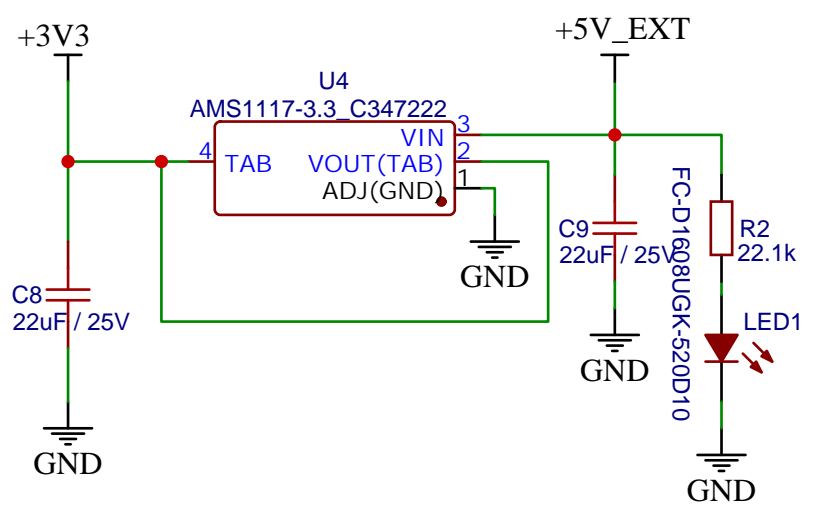 +3V3
+5V_EXT
U4
AMS1117-3.3_C347222
4
TAB
VIN
3
VOUT(TAB)
2
ADJ(GND)
1
GND
C8
22uF / 25V
GND
C9
22uF / 25V
GND
FC-D1608UGK-520D10
R2
22.1k
LED1
GND